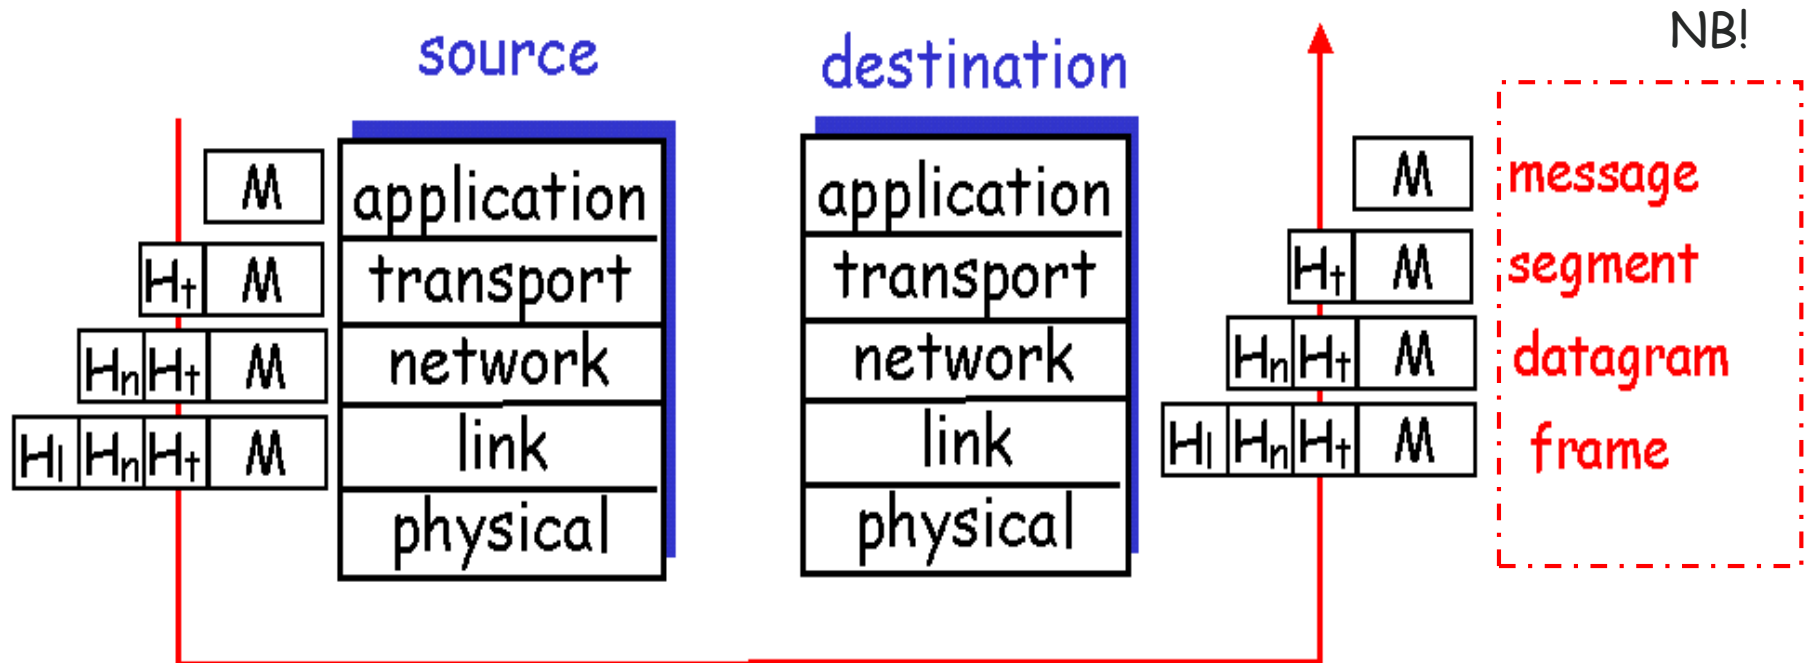 NB!
source destination
M application application M message
Ht M transport transport Ht M segment
Hn Ht M network network Hn Ht M datagram
Hl Hn Ht M link link Hl Hn Ht M frame
physical physical